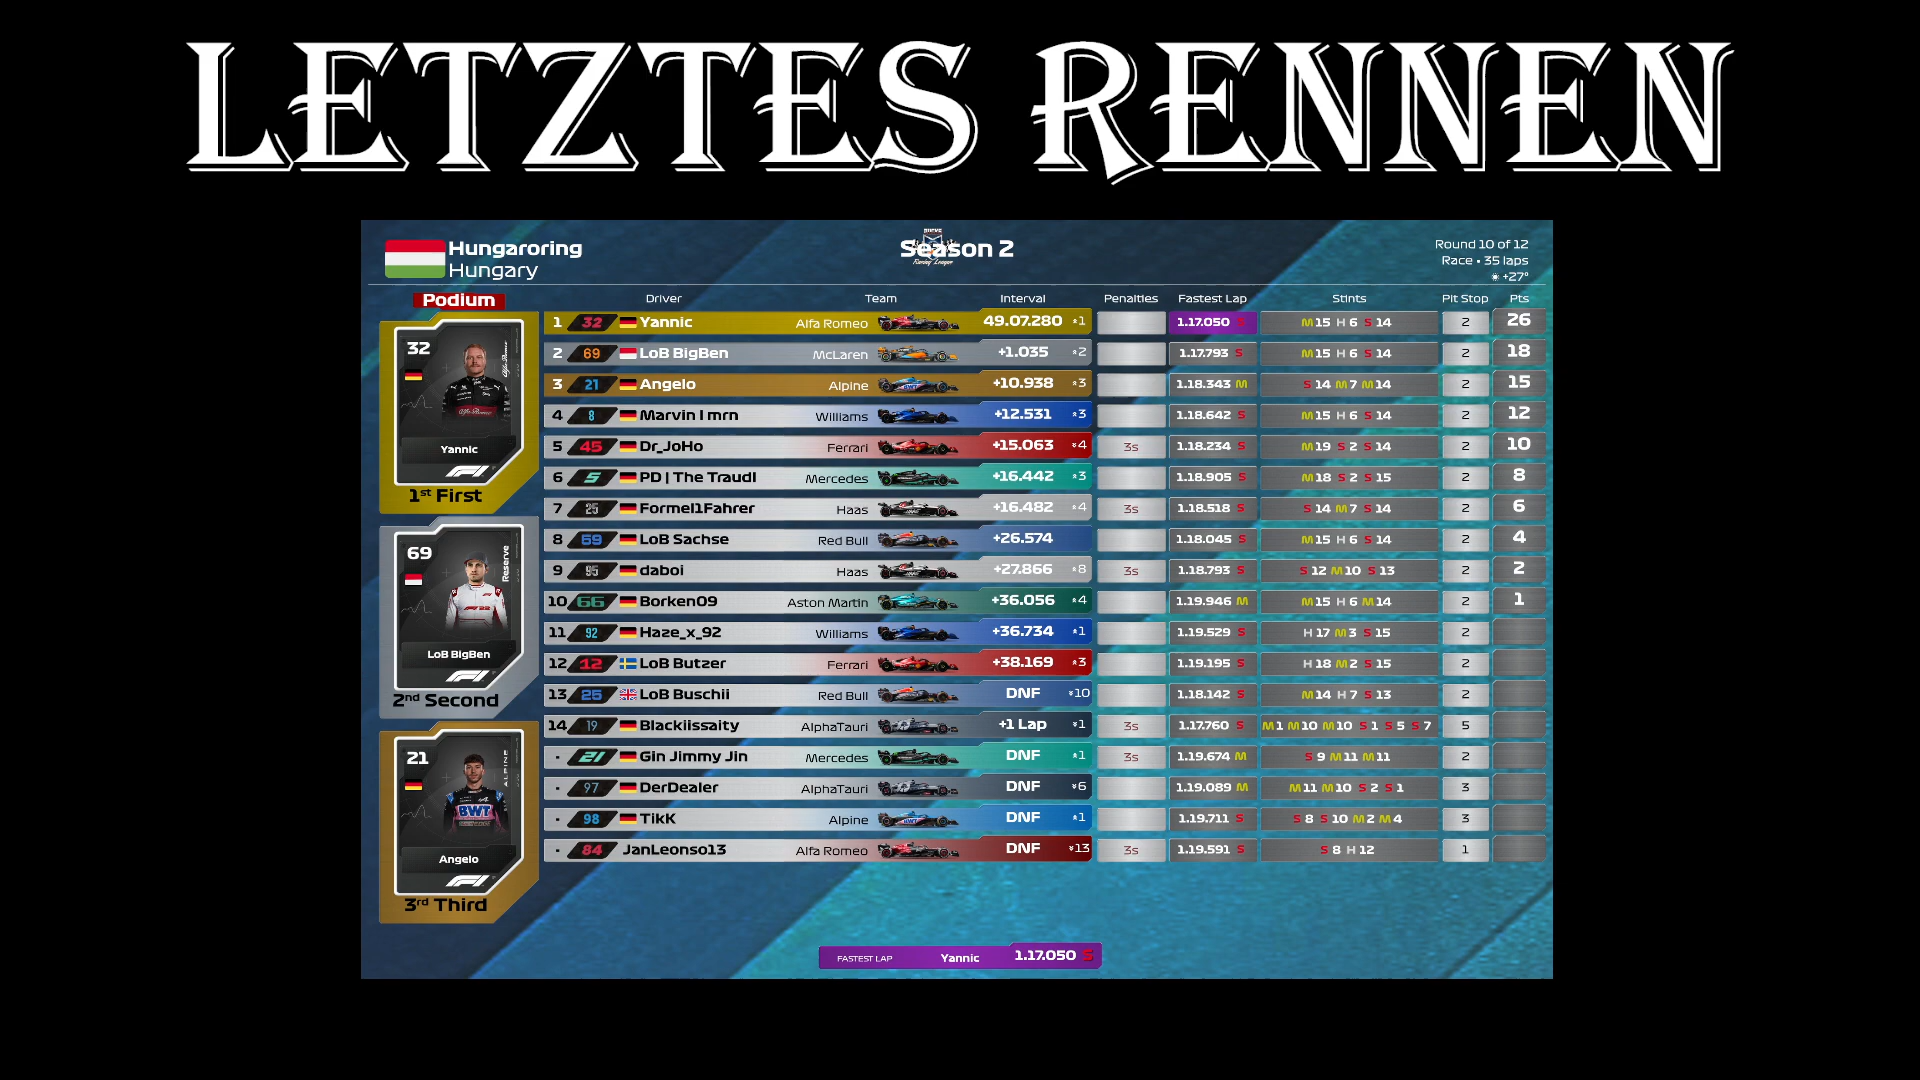 LETZTES RENNEN
Hungaroring
Hungary
Season 2
Round 10 of 12
Race • 35 laps
+27°
Podium
Driver Team Interval Penalties Fastest Lap Stints Pit Stop Pts
1 32 Yannic Alfa Romeo 49.07.280 1 1.17.050 S M 15 H 6 S 14 2 26
2 69 LoB BigBen McLaren +1.035 2 1.17.793 S M 15 H 6 S 14 2 18
3 21 Angelo Alpine +10.938 3 1.18.343 M S 14 M 7 M 14 2 15
4 8 Marvin I mrn Williams +12.531 3 1.18.642 S M 15 H 6 S 14 2 12
5 45 Dr_JoHo Ferrari +15.063 4 3s 1.18.234 S M 19 S 2 S 14 2 10
6 5 PD | The Traudl Mercedes +16.442 3 1.18.905 S M 18 S 2 S 15 2 8
7 25 Formel1Fahrer Haas +16.482 4 3s 1.18.518 S S 14 M 7 S 14 2 6
8 59 LoB Sachse Red Bull +26.574 1.18.045 S M 15 H 6 S 14 2 4
9 95 daboi Haas +27.866 8 3s 1.18.793 S S 12 M 10 S 13 2 2
10 66 Borken09 Aston Martin +36.056 4 1.19.946 M M 15 H 6 M 14 2 1
11 92 Haze_x_92 Williams +36.734 1 1.19.529 S H 17 M 3 S 15 2
12 12 LoB Butzer Ferrari +38.169 3 1.19.195 S H 18 M 2 S 15 2
13 25 LoB Buschii Red Bull DNF 10 1.18.142 S M 14 H 7 S 13 2
14 19 Blackiissaity AlphaTauri +1 Lap 1 3s 1.17.760 S M 1 M 10 M 10 S 1 S 5 S 7 5
- 21 Gin Jimmy Jin Mercedes DNF 1 3s 1.19.674 M S 9 M 11 M 11 2
- 97 DerDealer AlphaTauri DNF 6 1.19.089 M M 11 M 10 S 2 S 1 3
- 98 TikK Alpine DNF 1 1.19.711 S S 8 S 10 M 2 M 4 3
- 84 JanLeonso13 Alfa Romeo DNF 13 3s 1.19.591 S S 8 H 12 1
32
Yannic
F1
1st First
69
Reserve
LoB BigBen
F1
2nd Second
21
ALPINE
BWT
Angelo
F1
3rd Third
FASTEST LAP Yannic 1.17.050 S